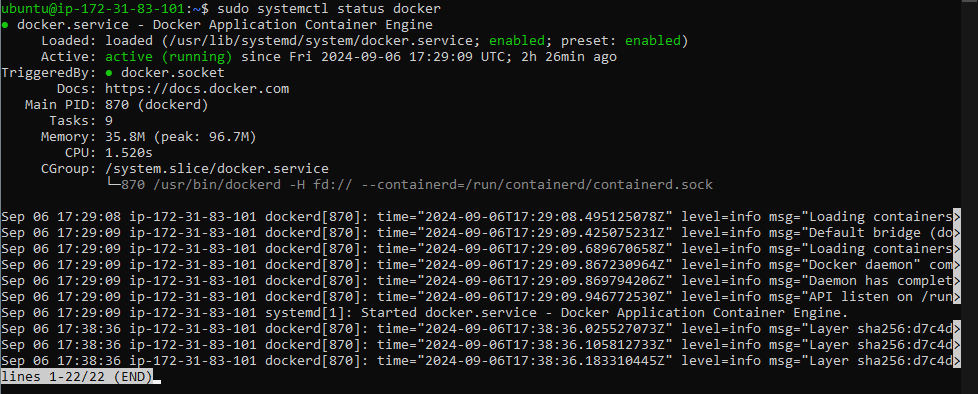 ubuntu@ip-172-31-83-101:~$ sudo systemctl status docker
● docker.service - Docker Application Container Engine
     Loaded: loaded (/usr/lib/systemd/system/docker.service; enabled; preset: enabled)
     Active: active (running) since Fri 2024-09-06 17:29:09 UTC; 2h 26min ago
TriggeredBy: ● docker.socket
       Docs: https://docs.docker.com
   Main PID: 870 (dockerd)
      Tasks: 9
     Memory: 35.8M (peak: 96.7M)
        CPU: 1.520s
     CGroup: /system.slice/docker.service
             └─870 /usr/bin/dockerd -H fd:// --containerd=/run/containerd/containerd.sock

Sep 06 17:29:08 ip-172-31-83-101 dockerd[870]: time="2024-09-06T17:29:08.495125078Z" level=info msg="Loading containers>
Sep 06 17:29:09 ip-172-31-83-101 dockerd[870]: time="2024-09-06T17:29:09.425075231Z" level=info msg="Default bridge (do>
Sep 06 17:29:09 ip-172-31-83-101 dockerd[870]: time="2024-09-06T17:29:09.689670658Z" level=info msg="Loading containers>
Sep 06 17:29:09 ip-172-31-83-101 dockerd[870]: time="2024-09-06T17:29:09.867230964Z" level=info msg="Docker daemon" com>
Sep 06 17:29:09 ip-172-31-83-101 dockerd[870]: time="2024-09-06T17:29:09.869794206Z" level=info msg="Daemon has complet>
Sep 06 17:29:09 ip-172-31-83-101 dockerd[870]: time="2024-09-06T17:29:09.946772530Z" level=info msg="API listen on /run>
Sep 06 17:29:09 ip-172-31-83-101 systemd[1]: Started docker.service - Docker Application Container Engine.
Sep 06 17:38:36 ip-172-31-83-101 dockerd[870]: time="2024-09-06T17:38:36.025527073Z" level=info msg="Layer sha256:d7c4d>
Sep 06 17:38:36 ip-172-31-83-101 dockerd[870]: time="2024-09-06T17:38:36.105812733Z" level=info msg="Layer sha256:d7c4d>
Sep 06 17:38:36 ip-172-31-83-101 dockerd[870]: time="2024-09-06T17:38:36.183310445Z" level=info msg="Layer sha256:d7c4d>
lines 1-22/22 (END)